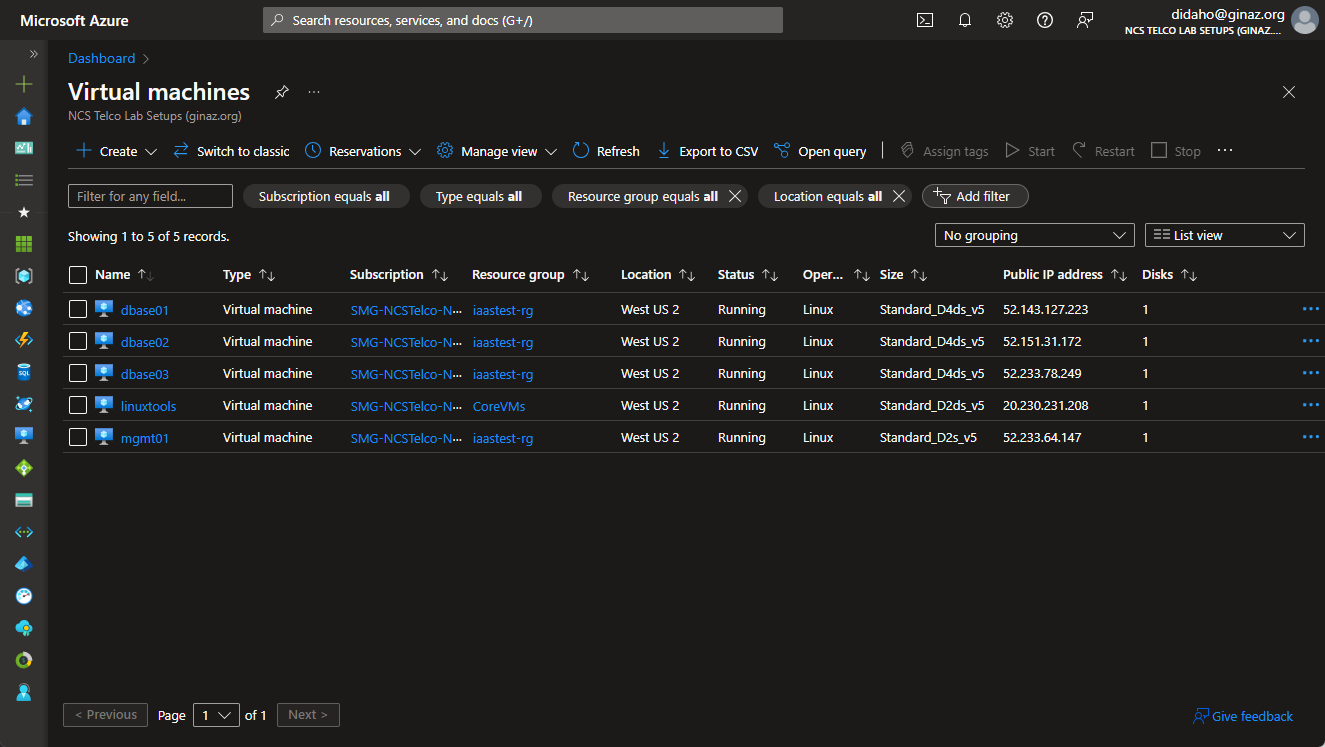 Microsoft Azure
Search resources, services, and docs (G+/)
didaho@ginaz.org
NCS TELCO LAB SETUPS (GINAZ....
Dashboard >
Virtual machines
NCS Telco Lab Setups (ginaz.org)
Create Switch to classic Reservations Manage view Refresh Export to CSV Open query Assign tags Start Restart Stop
Filter for any field... Subscription equals all Type equals all Resource group equals all Location equals all Add filter
Showing 1 to 5 of 5 records. No grouping List view
Name Type Subscription Resource group Location Status Oper... Size Public IP address Disks
dbase01 Virtual machine SMG-NCSTelco-N... iaastest-rg West US 2 Running Linux Standard_D4ds_v5 52.143.127.223 1
dbase02 Virtual machine SMG-NCSTelco-N... iaastest-rg West US 2 Running Linux Standard_D4ds_v5 52.151.31.172 1
dbase03 Virtual machine SMG-NCSTelco-N... iaastest-rg West US 2 Running Linux Standard_D4ds_v5 52.233.78.249 1
linuxtools Virtual machine SMG-NCSTelco-N... CoreVMs West US 2 Running Linux Standard_D2ds_v5 20.230.231.208 1
mgmt01 Virtual machine SMG-NCSTelco-N... iaastest-rg West US 2 Running Linux Standard_D2s_v5 52.233.64.147 1
< Previous Page 1 of 1 Next > Give feedback
SQL